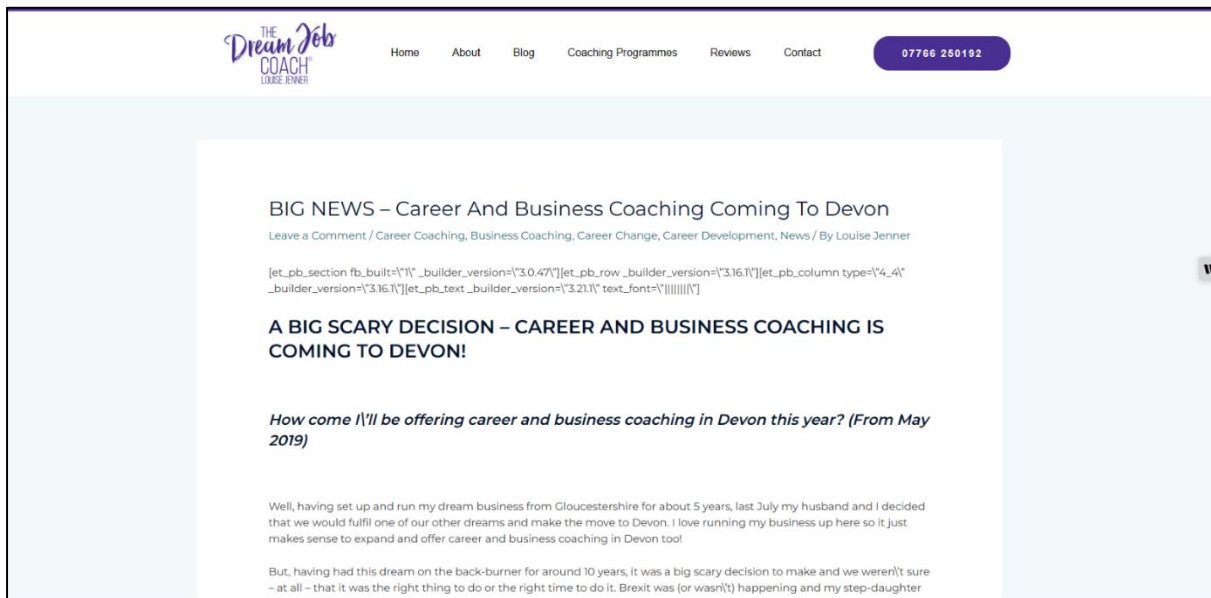 THE
Dream Job
COACH®
LOUISE JENNER
Home About Blog Coaching Programmes Reviews Contact 07766 250192
BIG NEWS – Career And Business Coaching Coming To Devon
Leave a Comment / Career Coaching, Business Coaching, Career Change, Career Development, News / By Louise Jenner
[et_pb_section fb_built=\"1\" _builder_version=\"3.0.47\"][et_pb_row _builder_version=\"3.16.1\"][et_pb_column type=\"4_4\"
_builder_version=\"3.16.1\"][et_pb_text _builder_version=\"3.21.1\" text_font=\"||||||||\"]
A BIG SCARY DECISION – CAREER AND BUSINESS COACHING IS
COMING TO DEVON!
How come I\'ll be offering career and business coaching in Devon this year? (From May
2019)
Well, having set up and run my dream business from Gloucestershire for about 5 years, last July my husband and I decided
that we would fulfil one of our other dreams and make the move to Devon. I love running my business up here so it just
makes sense to expand and offer career and business coaching in Devon too!
But, having had this dream on the back-burner for around 10 years, it was a big scary decision to make and we weren\'t sure
– at all – that it was the right thing to do or the right time to do it. Brexit was (or wasn\'t) happening and my step-daughter